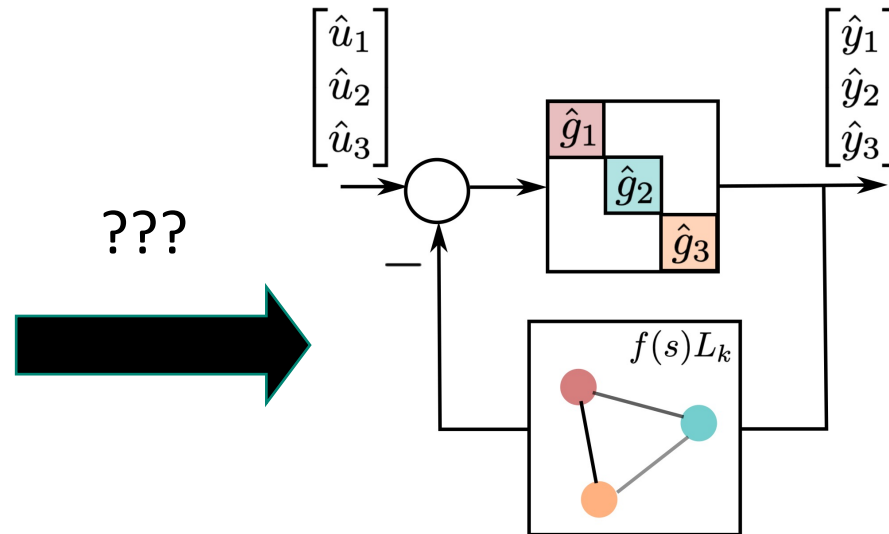 û₁
û₂
û₃
ŷ₁
ŷ₂
ŷ₃
ĝ₁
ĝ₂
ĝ₃
???
−
f(s)Lₖ